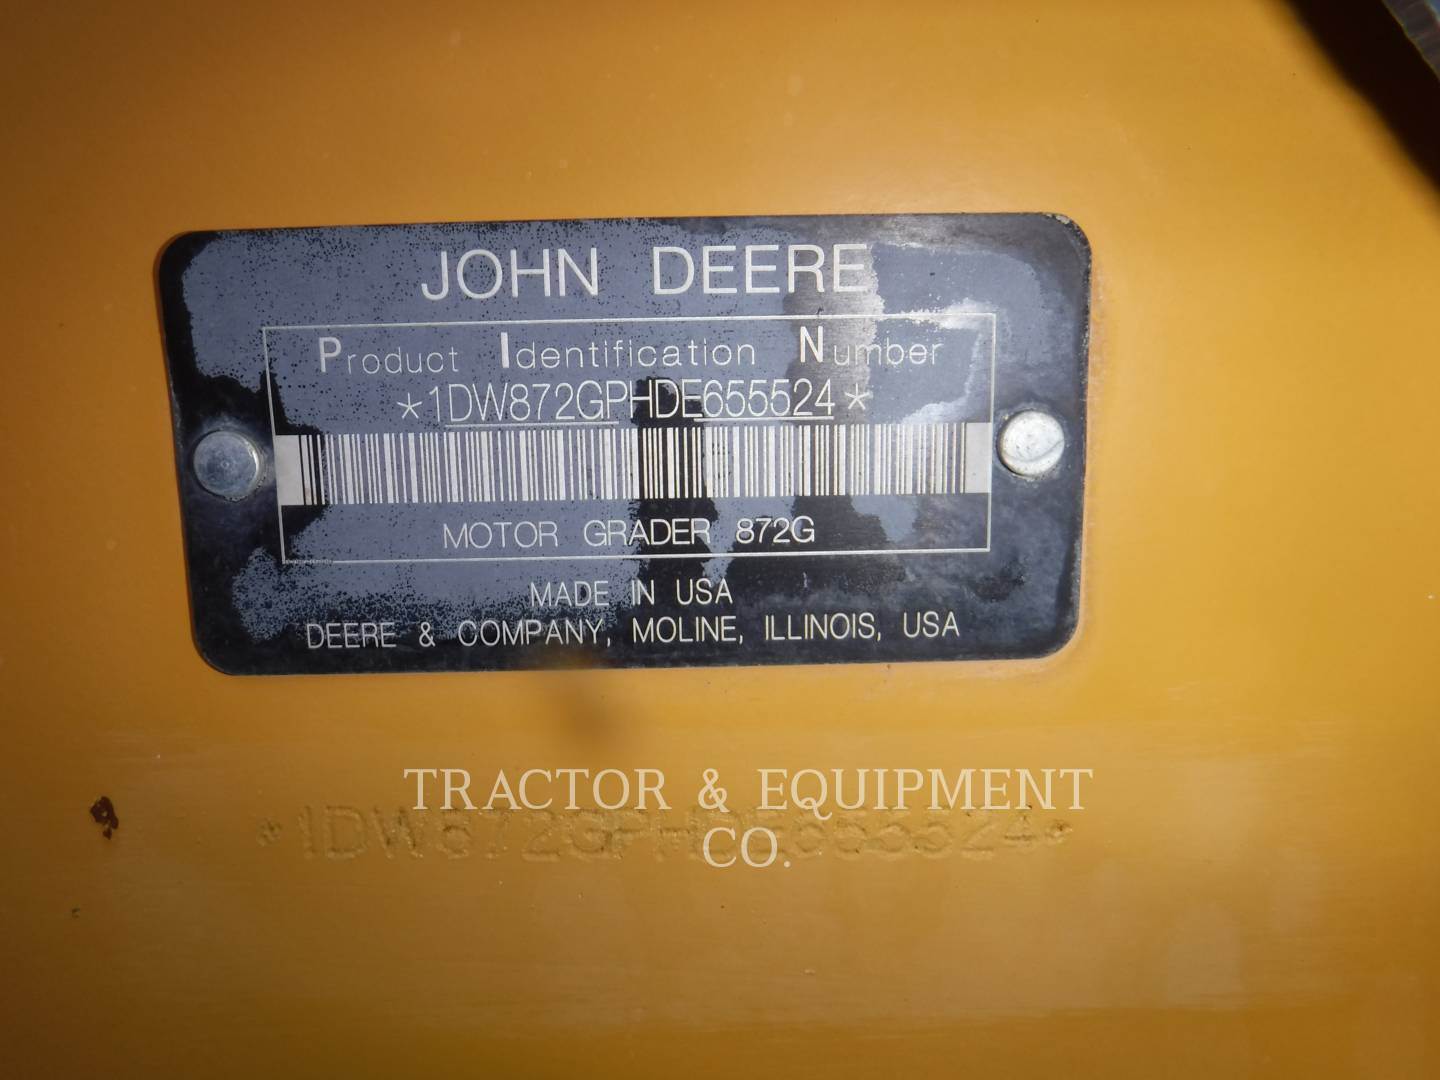 JOHN DEERE
Product Identification Number
*1DW872GPHDE655524*
MOTOR GRADER 872G
MADE IN USA
DEERE & COMPANY, MOLINE, ILLINOIS, USA
TRACTOR & EQUIPMENT
*1DW872GPHDE655524*
CO.